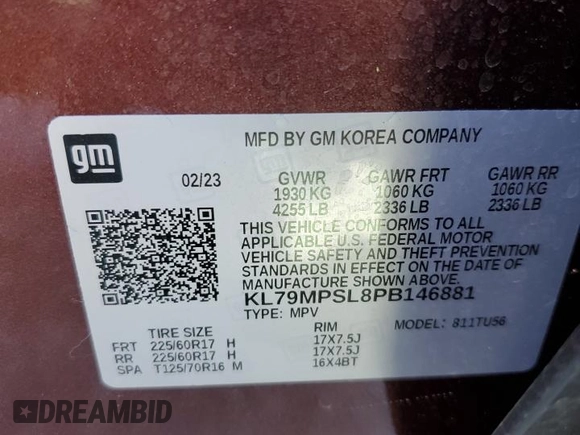 gm
MFD BY GM KOREA COMPANY
02/23 GVWR GAWR FRT GAWR RR
1930 KG 1060 KG 1060 KG
4255 LB 2336 LB 2336 LB
THIS VEHICLE CONFORMS TO ALL
APPLICABLE U.S. FEDERAL MOTOR
VEHICLE SAFETY AND THEFT PREVENTION
STANDARDS IN EFFECT ON THE DATE
OF MANUFACTURE SHOWN ABOVE.
KL79MPSL8PB146881
TYPE: MPV MODEL: 811TU56
TIRE SIZE RIM
FRT 225/60R17 H 17X7.5J
RR 225/60R17 H 17X7.5J
SPA T125/70R16 M 16X4BT
DREAMBID